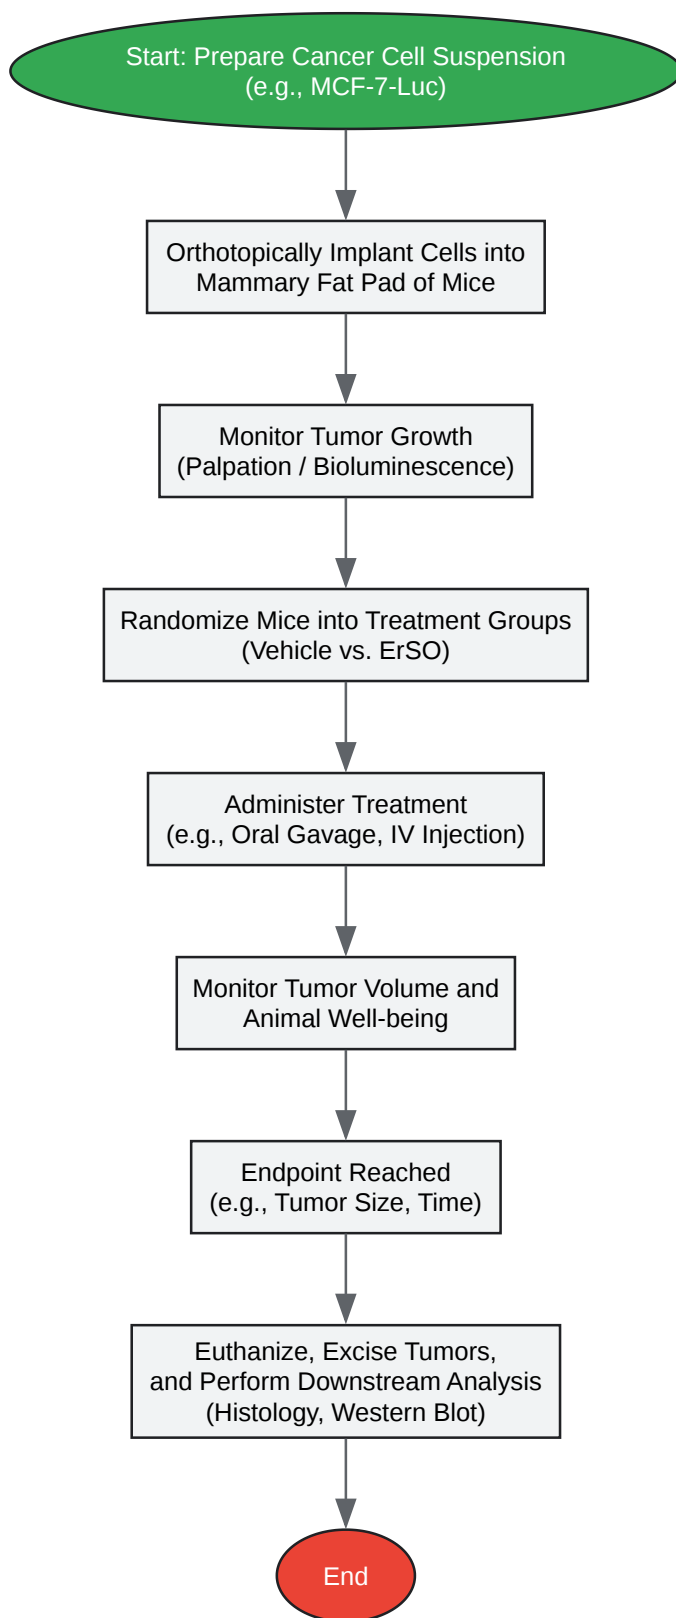 Start: Prepare Cancer Cell Suspension
(e.g., MCF-7-Luc)
Orthotopically Implant Cells into
Mammary Fat Pad of Mice
Monitor Tumor Growth
(Palpation / Bioluminescence)
Randomize Mice into Treatment Groups
(Vehicle vs. ErSO)
Administer Treatment
(e.g., Oral Gavage, IV Injection)
Monitor Tumor Volume and
Animal Well-being
Endpoint Reached
(e.g., Tumor Size, Time)
Euthanize, Excise Tumors,
and Perform Downstream Analysis
(Histology, Western Blot)
End